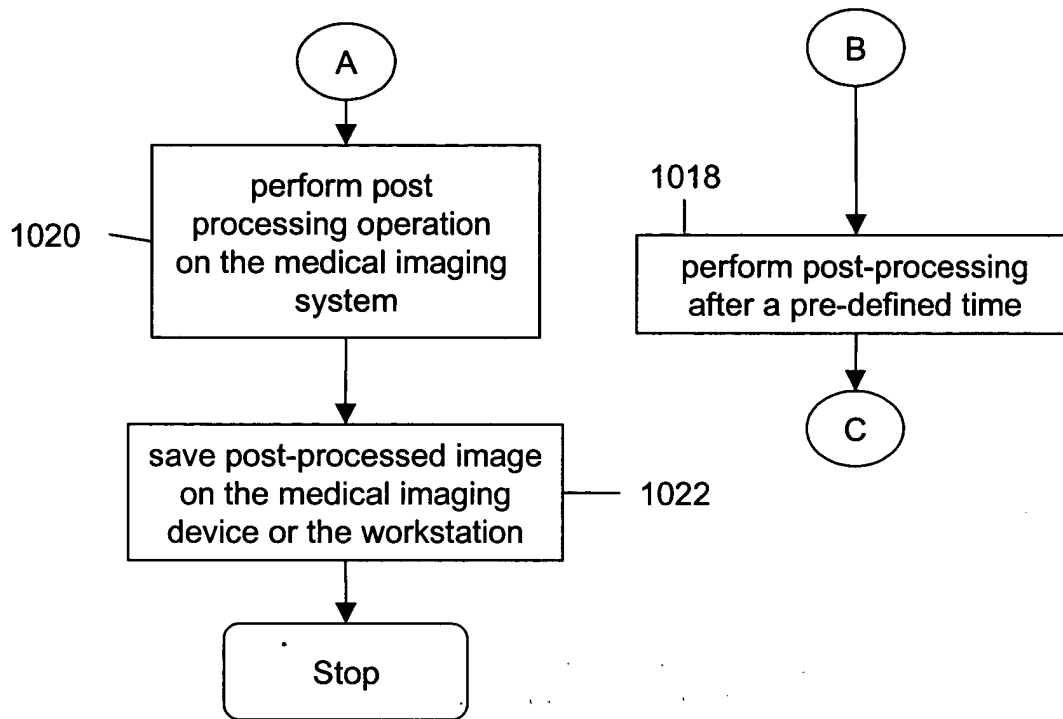 A
perform post
processing operation
on the medical imaging
system
1020
save post-processed image
on the medical imaging
device or the workstation
1022
Stop
B
1018
perform post-processing
after a pre-defined time
C